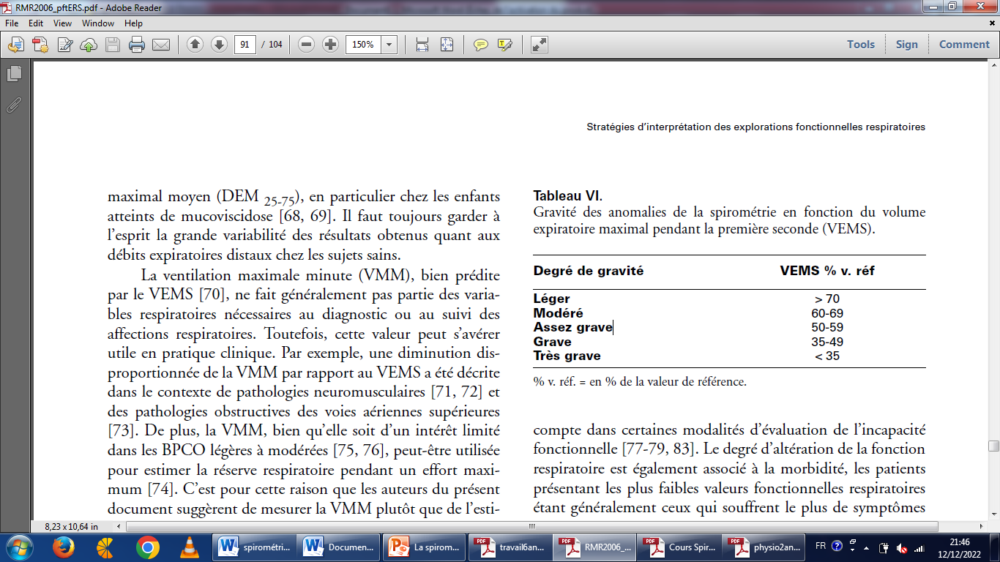 RMR2006_pftERS.pdf - Adobe Reader
File Edit View Window Help
91 / 104 150% Tools Sign Comment
Stratégies d'interprétation des explorations fonctionnelles respiratoires
maximal moyen (DEM 25-75), en particulier chez les enfants
atteints de mucoviscidose [68, 69]. Il faut toujours garder à
l'esprit la grande variabilité des résultats obtenus quant aux
débits expiratoires distaux chez les sujets sains.
La ventilation maximale minute (VMM), bien prédite
par le VEMS [70], ne fait généralement pas partie des varia-
bles respiratoires nécessaires au diagnostic ou au suivi des
affections respiratoires. Toutefois, cette valeur peut s'avérer
utile en pratique clinique. Par exemple, une diminution dis-
proportionnée de la VMM par rapport au VEMS a été décrite
dans le contexte de pathologies neuromusculaires [71, 72] et
des pathologies obstructives des voies aériennes supérieures
[73]. De plus, la VMM, bien qu'elle soit d'un intérêt limité
dans les BPCO légères à modérées [75, 76], peut-être utilisée
pour estimer la réserve respiratoire pendant un effort maxi-
mum [74]. C'est pour cette raison que les auteurs du présent
document suggèrent de mesurer la VMM plutôt que de l'esti-
Tableau VI.
Gravité des anomalies de la spirométrie en fonction du volume
expiratoire maximal pendant la première seconde (VEMS).
Degré de gravité VEMS % v. réf
Léger > 70
Modéré 60-69
Assez grave 50-59
Grave 35-49
Très grave < 35
% v. réf. = en % de la valeur de référence.
compte dans certaines modalités d'évaluation de l'incapacité
fonctionnelle [77-79, 83]. Le degré d'altération de la fonction
respiratoire est également associé à la morbidité, les patients
présentant les plus faibles valeurs fonctionnelles respiratoires
étant généralement ceux qui souffrent le plus de symptômes
8,23 x 10,64 in
spirométri... Documen... La spirom... travail6an... RMR2006_... Cours Spir... physio2an... FR 21:46
12/12/2022